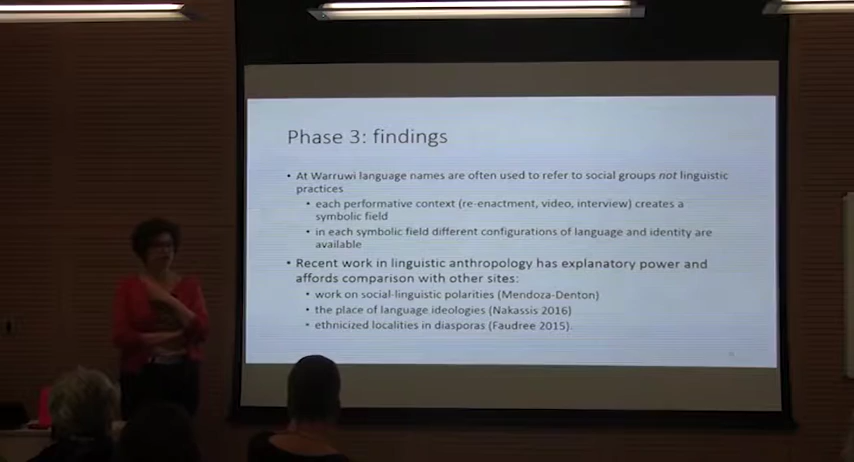 Phase 3: findings
• At Warruwi language names are often used to refer to social groups not linguistic
practices
• each performative context (re-enactment, video, interview) creates a
symbolic field
• in each symbolic field different configurations of language and identity are
available
• Recent work in linguistic anthropology has explanatory power and
affords comparison with other sites:
• work on social-linguistic polarities (Mendoza-Denton)
• the place of language ideologies (Nakassis 2016)
• ethnicized localities in diasporas (Faudree 2015).